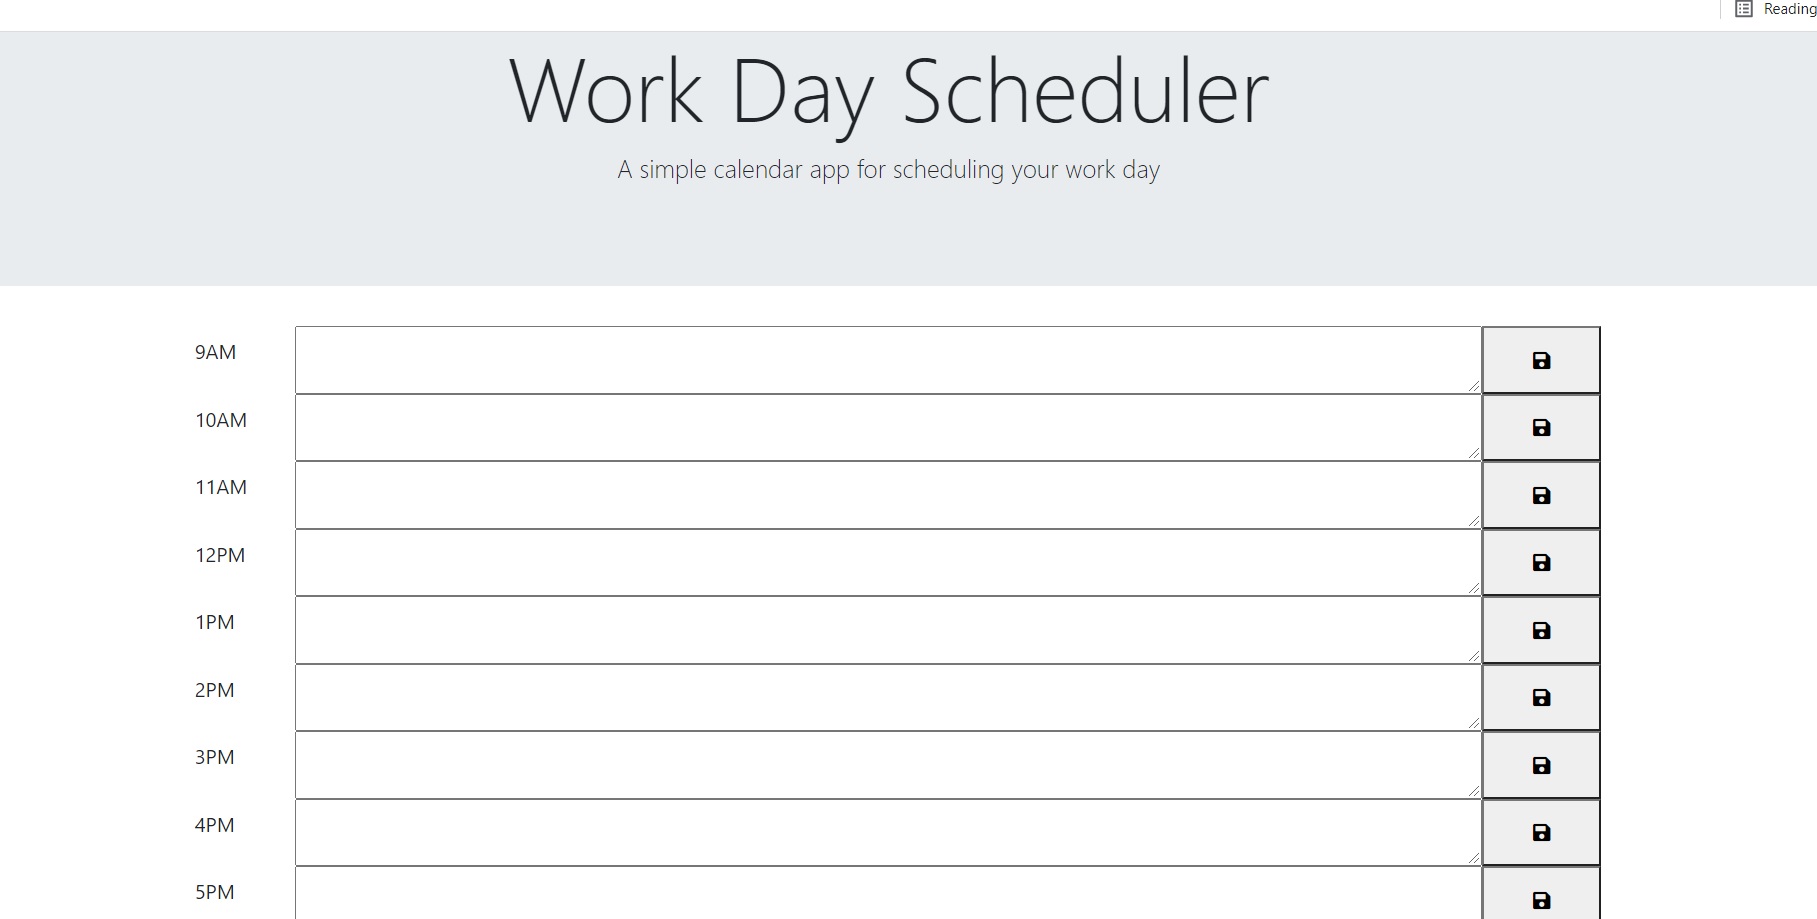 Reading
Work Day Scheduler
A simple calendar app for scheduling your work day
9AM
10AM
11AM
12PM
1PM
2PM
3PM
4PM
5PM